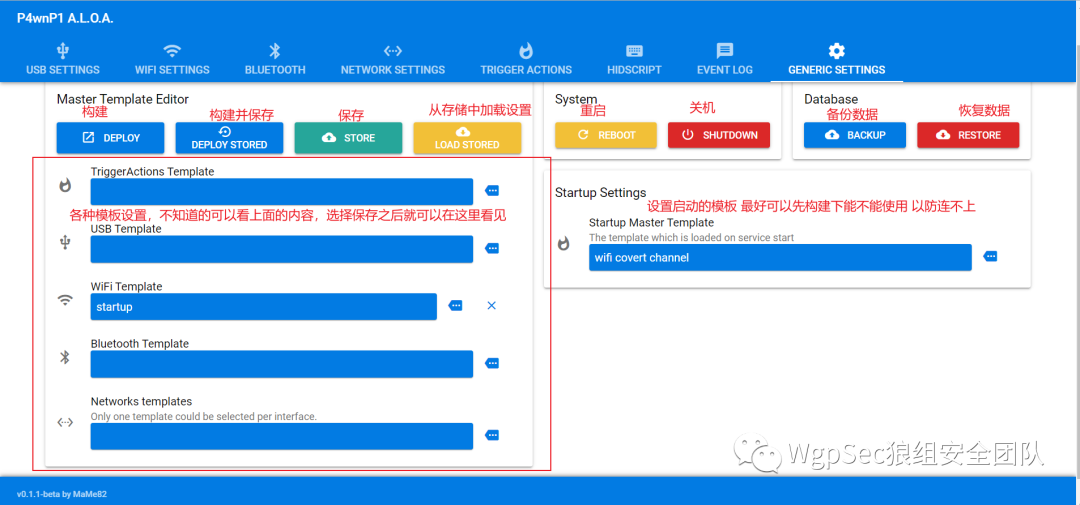 P4wnP1 A.L.O.A.
USB SETTINGS
WIFI SETTINGS
BLUETOOTH
NETWORK SETTINGS
TRIGGER ACTIONS
HIDSCRIPT
EVENT LOG
GENERIC SETTINGS
Master Template Editor
构建
构建并保存
保存
从存储中加载设置
DEPLOY
DEPLOY STORED
STORE
LOAD STORED
TriggerActions Template
各种模板设置，不知道的可以看上面的内容，选择保存之后就可以在这里看见
USB Template
WiFi Template
startup
Bluetooth Template
Networks templates
Only one template could be selected per interface.
System
重启
关机
REBOOT
SHUTDOWN
Database
备份数据
恢复数据
BACKUP
RESTORE
Startup Settings
设置启动的模板 最好可以先构建下能不能使用 以防连不上
Startup Master Template
The template which is loaded on service start
wifi covert channel
WgpSec狼组安全团队
v0.1.1-beta by MaMe82